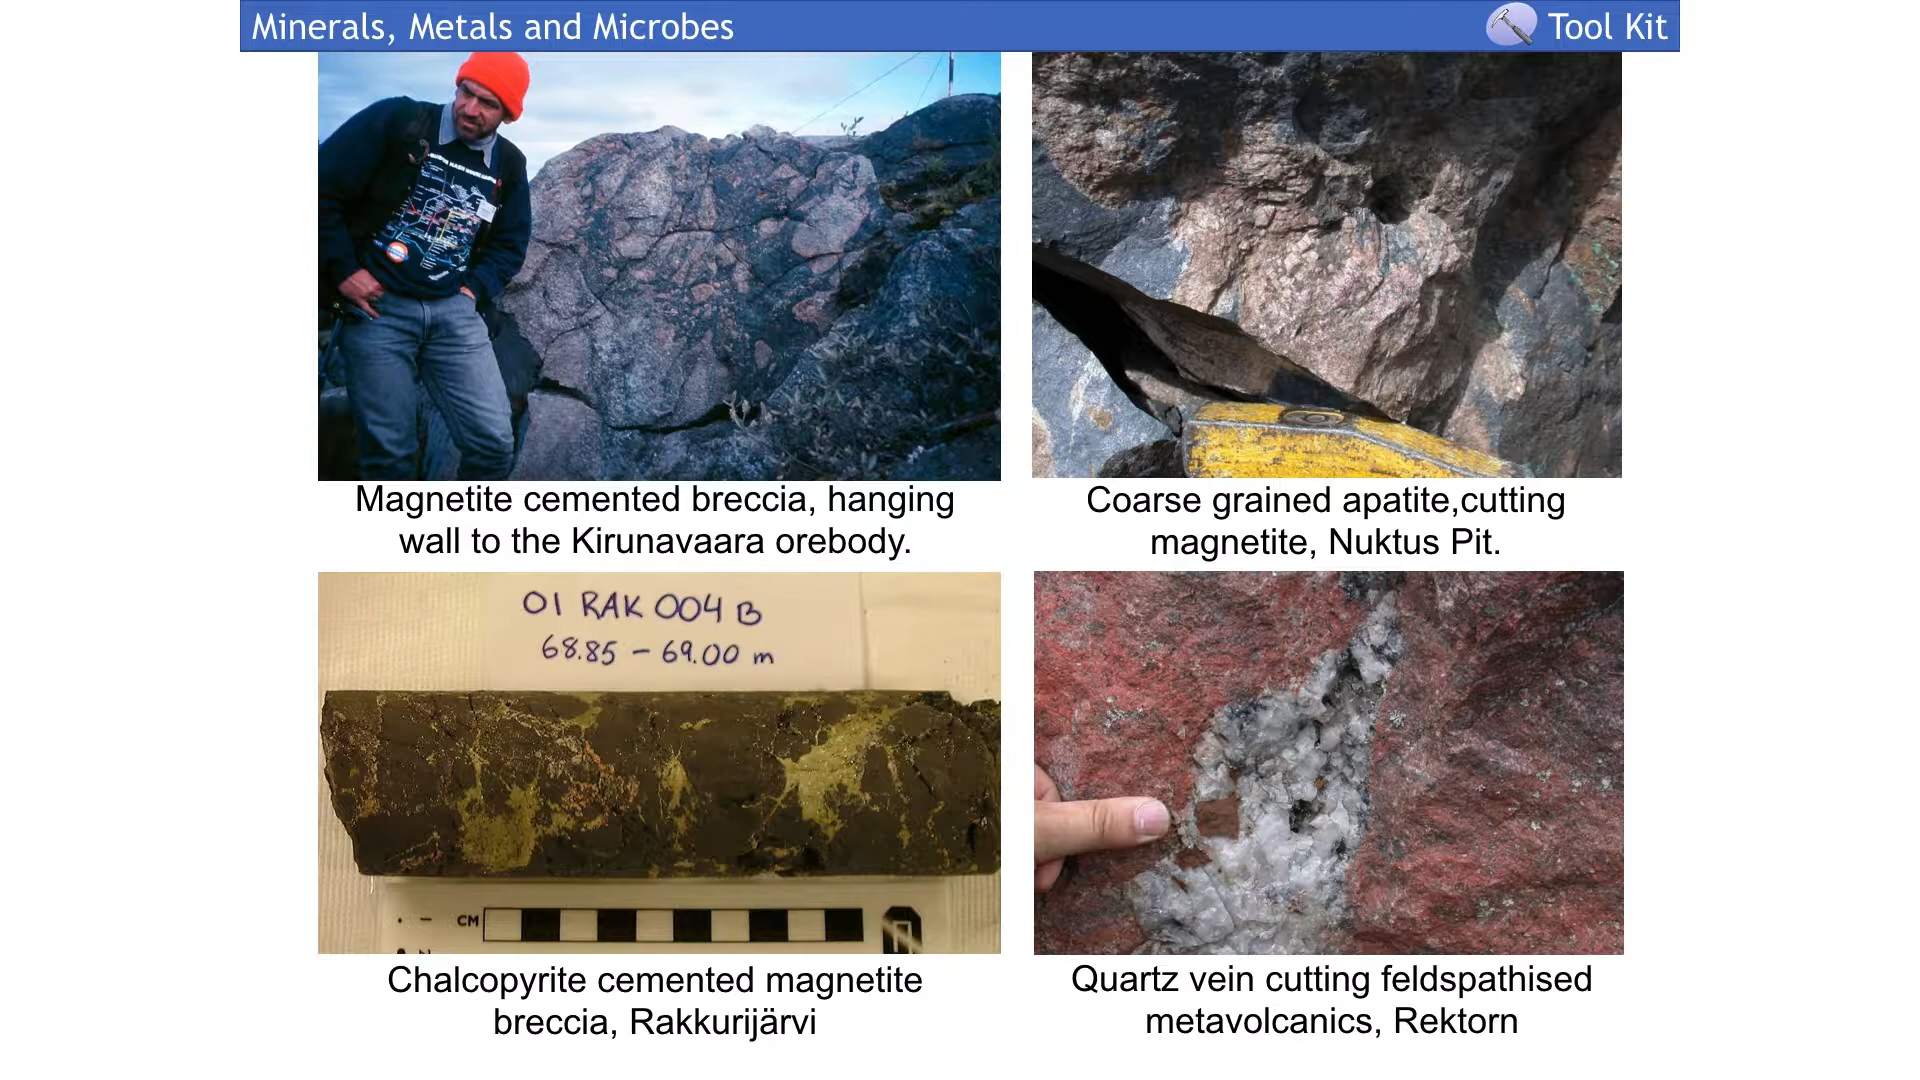 Minerals, Metals and Microbes
Tool Kit
Magnetite cemented breccia, hanging
wall to the Kirunavaara orebody.
Coarse grained apatite,cutting
magnetite, Nuktus Pit.
01 RAK 004 B
68.85 - 69.00 m
CM
Chalcopyrite cemented magnetite
breccia, Rakkurijärvi
Quartz vein cutting feldspathised
metavolcanics, Rektorn